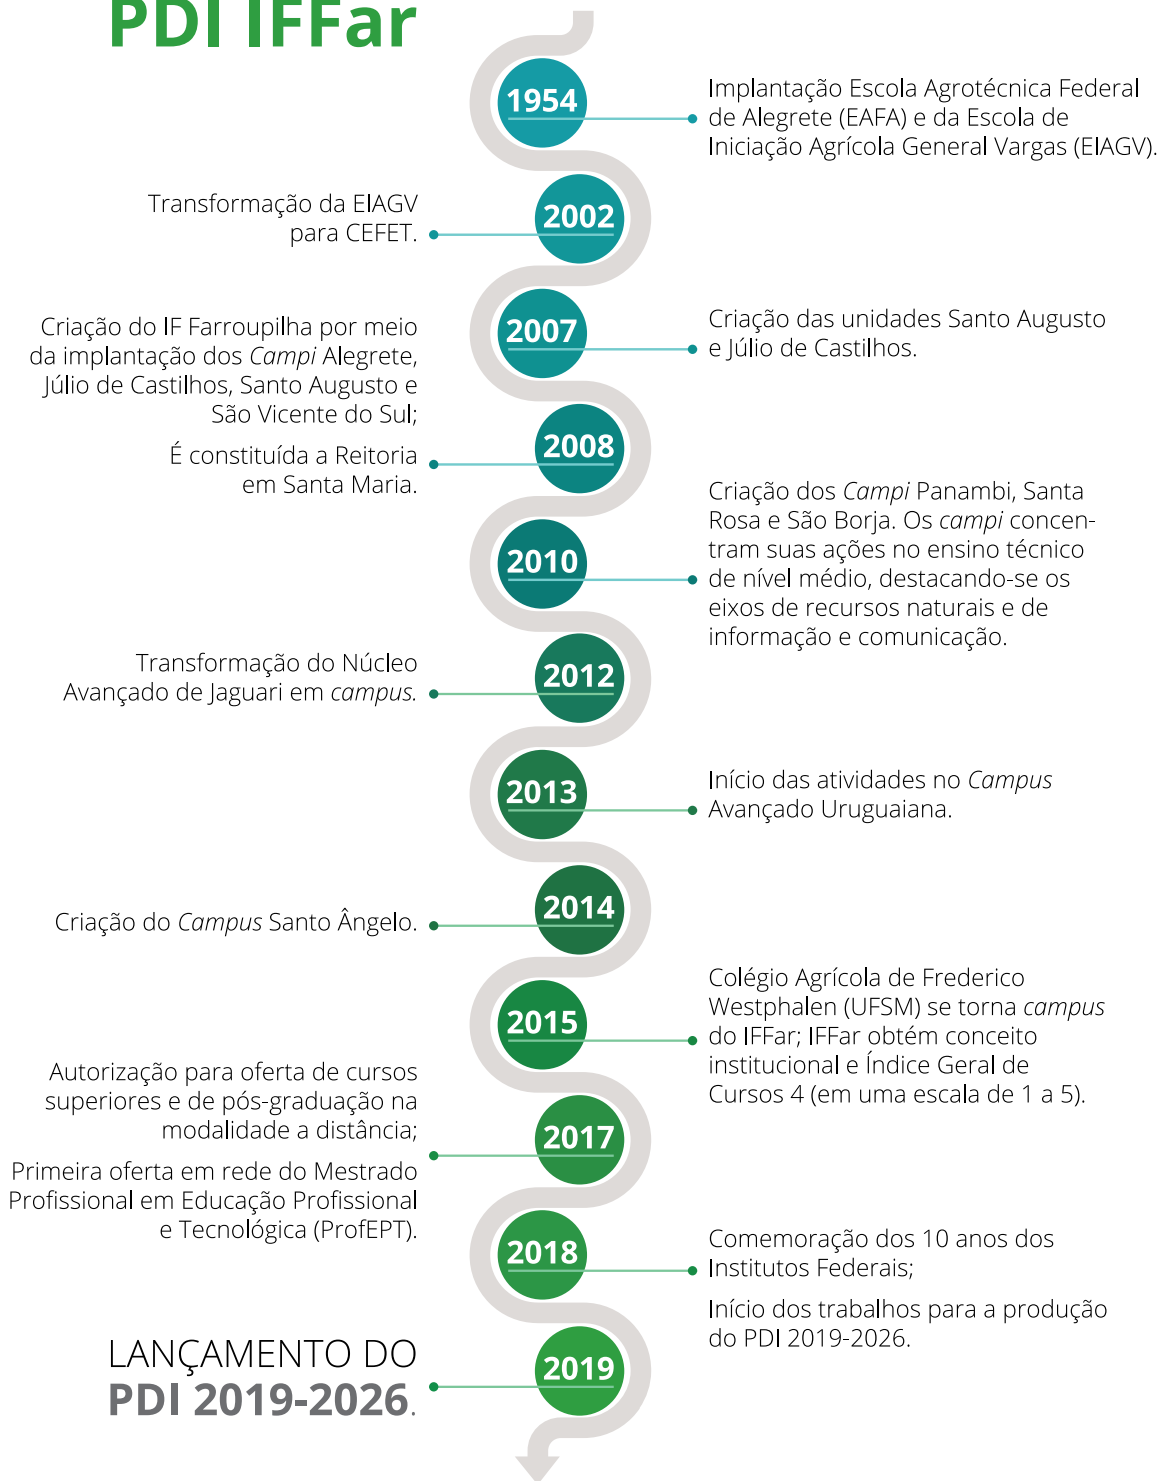 PDI IFFar
1954
Implantação Escola Agrotécnica Federal
de Alegrete (EAFA) e da Escola de
Iniciação Agrícola General Vargas (EIAGV).
Transformação da EIAGV
para CEFET.
2002
2007
Criação das unidades Santo Augusto
e Júlio de Castilhos.
Criação do IF Farroupilha por meio
da implantação dos Campi Alegrete,
Júlio de Castilhos, Santo Augusto e
São Vicente do Sul;
É constituída a Reitoria
em Santa Maria.
2008
2010
Criação dos Campi Panambi, Santa
Rosa e São Borja. Os campi concen-
tram suas ações no ensino técnico
de nível médio, destacando-se os
eixos de recursos naturais e de
informação e comunicação.
Transformação do Núcleo
Avançado de Jaguari em campus.
2012
2013
Início das atividades no Campus
Avançado Uruguaiana.
Criação do Campus Santo Ângelo.
2014
2015
Colégio Agrícola de Frederico
Westphalen (UFSM) se torna campus
do IFFar; IFFar obtém conceito
institucional e Índice Geral de
Cursos 4 (em uma escala de 1 a 5).
Autorização para oferta de cursos
superiores e de pós-graduação na
modalidade a distância;
Primeira oferta em rede do Mestrado
Profissional em Educação Profissional
e Tecnológica (ProfEPT).
2017
2018
Comemoração dos 10 anos dos
Institutos Federais;
Início dos trabalhos para a produção
do PDI 2019-2026.
LANÇAMENTO DO
PDI 2019-2026.
2019